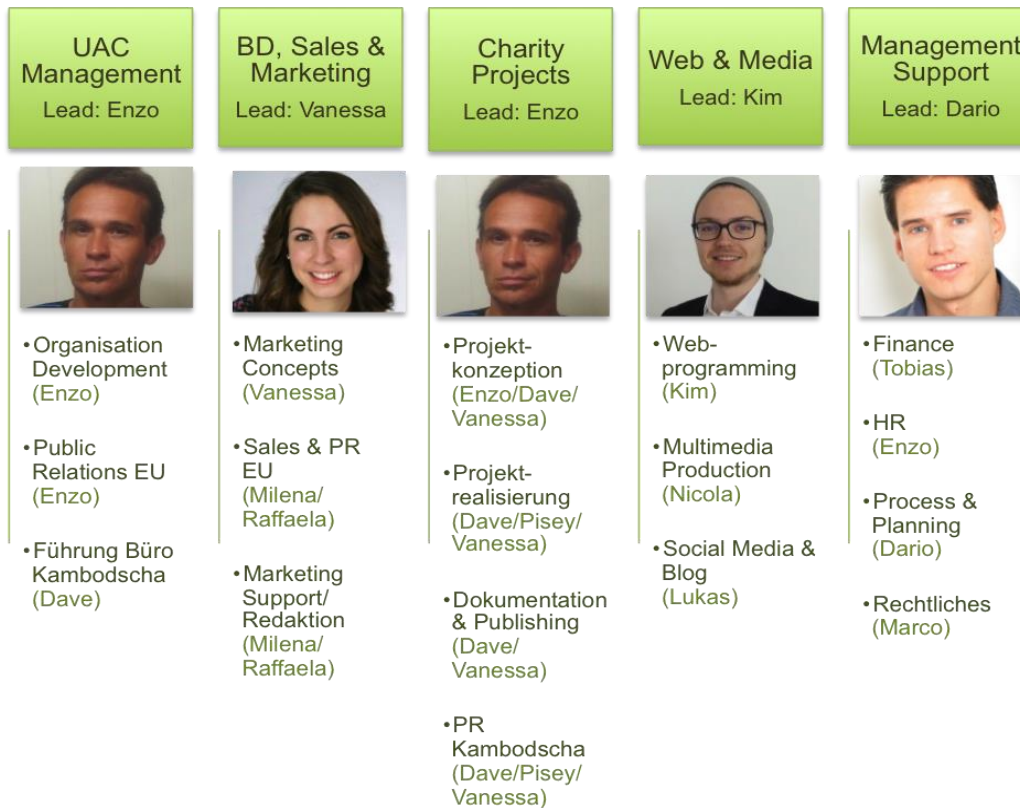 UAC
Management
Lead: Enzo
•Organisation
Development
(Enzo)
•Public
Relations EU
(Enzo)
•Führung Büro
Kambodscha
(Dave)
BD, Sales &
Marketing
Lead: Vanessa
•Marketing
Concepts
(Vanessa)
•Sales & PR
EU
(Milena/
Raffaela)
•Marketing
Support/
Redaktion
(Milena/
Raffaela)
Charity
Projects
Lead: Enzo
•Projekt-
konzeption
(Enzo/Dave/
Vanessa)
•Projekt-
realisierung
(Dave/Pisey/
Vanessa)
•Dokumentation
& Publishing
(Dave/
Vanessa)
•PR
Kambodscha
(Dave/Pisey/
Vanessa)
Web & Media
Lead: Kim
•Web-
programming
(Kim)
•Multimedia
Production
(Nicola)
•Social Media &
Blog
(Lukas)
Management
Support
Lead: Dario
•Finance
(Tobias)
•HR
(Enzo)
•Process &
Planning
(Dario)
•Rechtliches
(Marco)